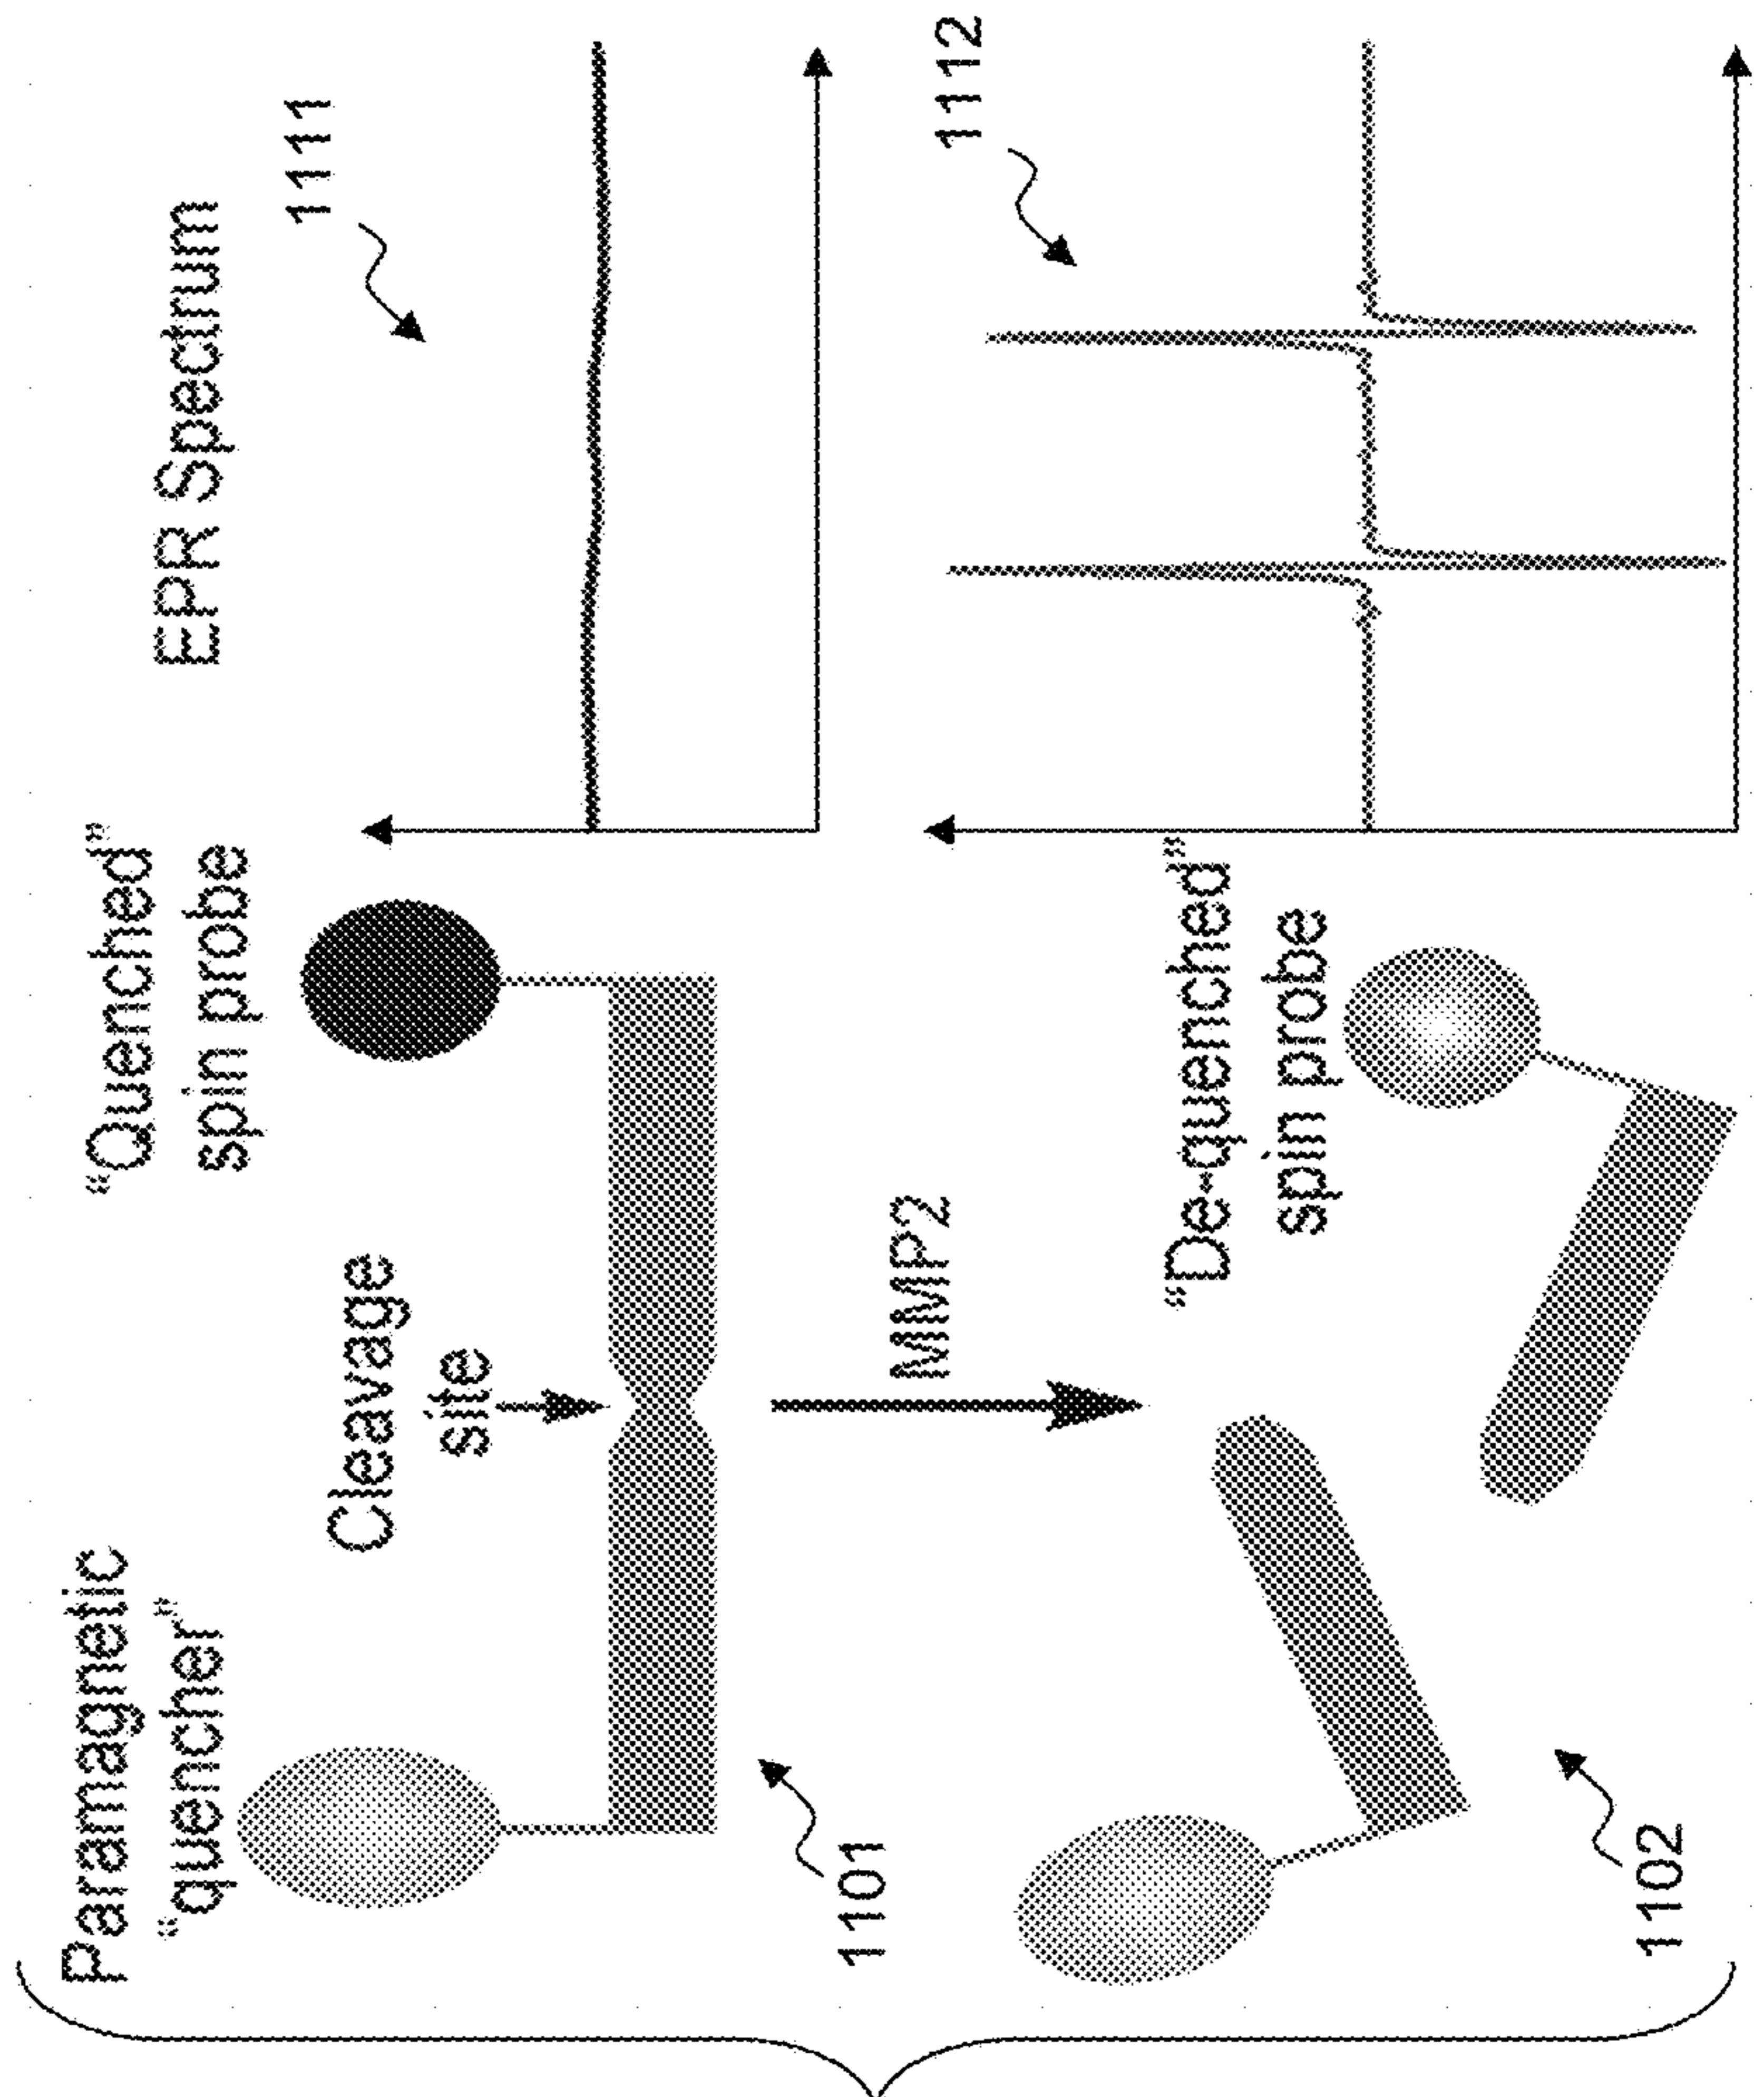 Paramagnetic
“quencher”
Cleavage
site
“Quenched”
spin probe
EPR Spectrum
1111
1101
MMP2
“De-quenched”
spin probe
1112
1102